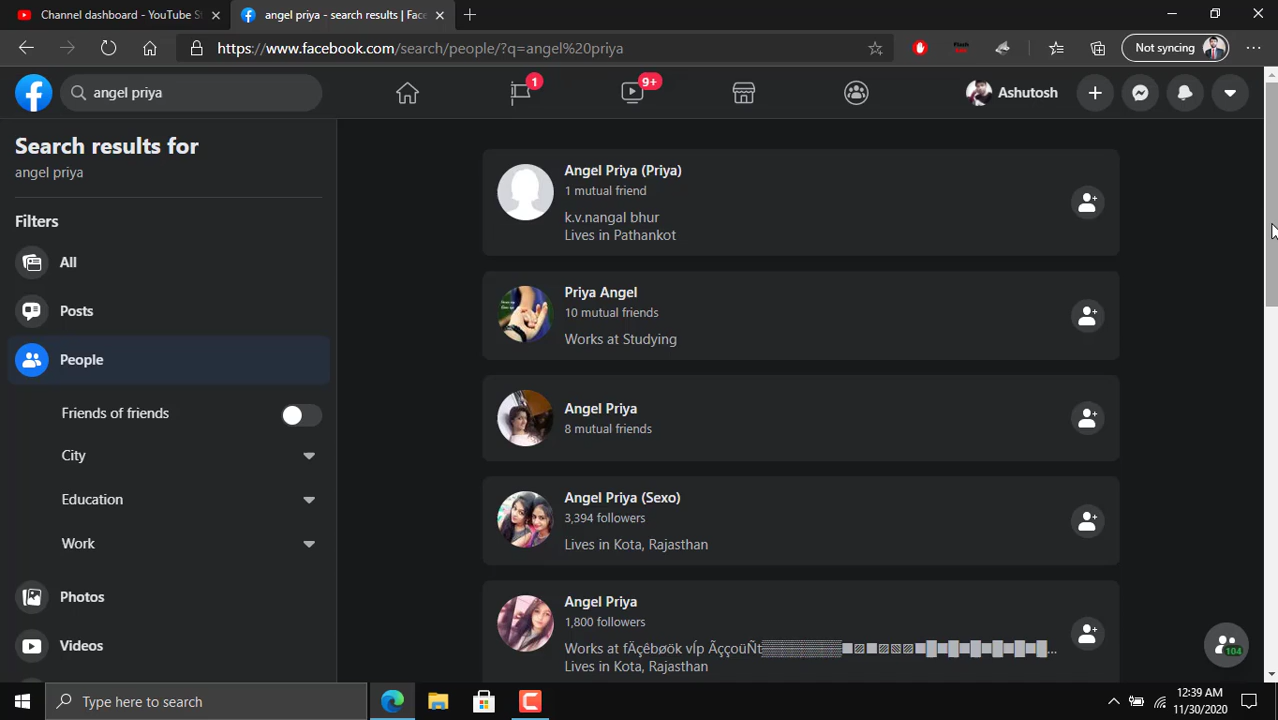 Channel dashboard - YouTube S
angel priya - search results | Face
https://www.facebook.com/search/people/?q=angel%20priya
Not syncing
angel priya
1
9+
Ashutosh
Search results for
angel priya
Filters
All
Posts
People
Friends of friends
City
Education
Work
Photos
Videos
Angel Priya (Priya)
1 mutual friend
k.v.nangal bhur
Lives in Pathankot
Priya Angel
10 mutual friends
Works at Studying
Angel Priya
8 mutual friends
Angel Priya (Sexo)
3,394 followers
Lives in Kota, Rajasthan
Angel Priya
1,800 followers
Works at fÄçêbøök vÍp ÃççoüÑt▒▒▒▒▒▒▒▒▒■▨■▨▧▨■█■█■█■█■█■█...
Lives in Kota, Rajasthan
104
Type here to search
12:39 AM
11/30/2020